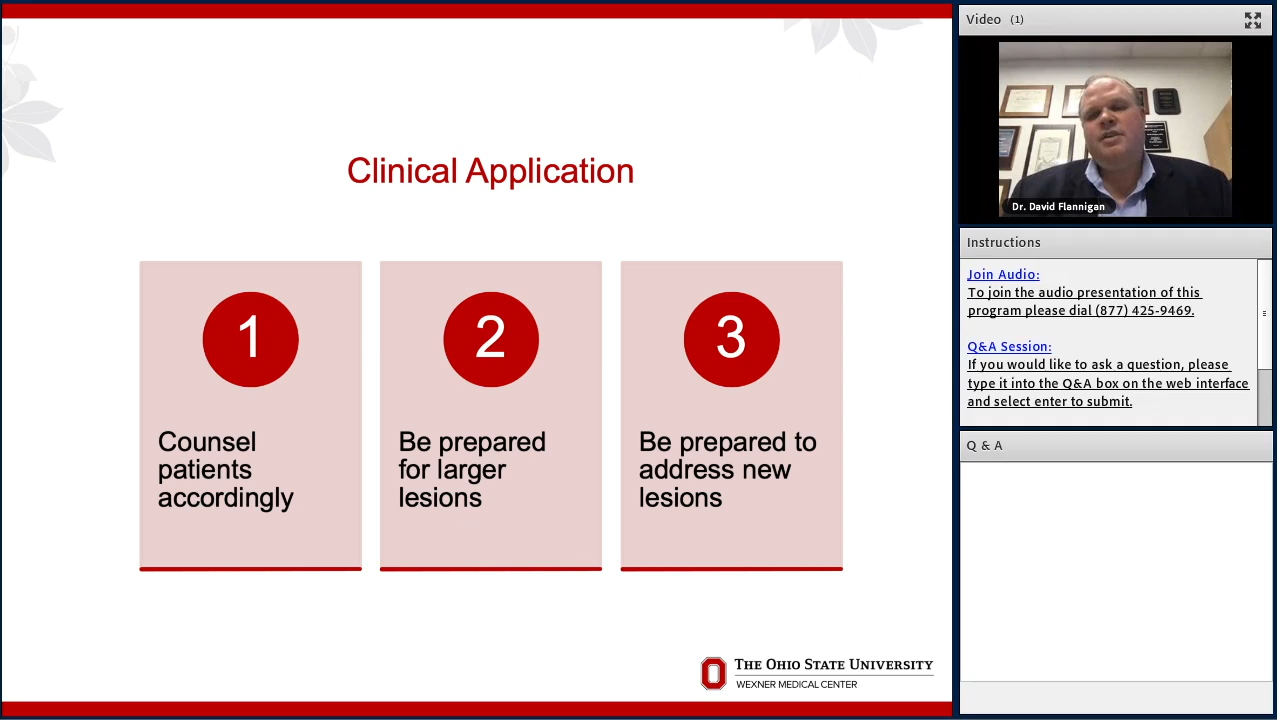 Clinical Application
1
Counsel
patients
accordingly
2
Be prepared
for larger
lesions
3
Be prepared to
address new
lesions
THE OHIO STATE UNIVERSITY
WEXNER MEDICAL CENTER
Video (1)
Dr. David Flannigan
Instructions
Join Audio:
To join the audio presentation of this
program please dial (877) 425-9469.
Q&A Session:
If you would like to ask a question, please
type it into the Q&A box on the web interface
and select enter to submit.
Q & A